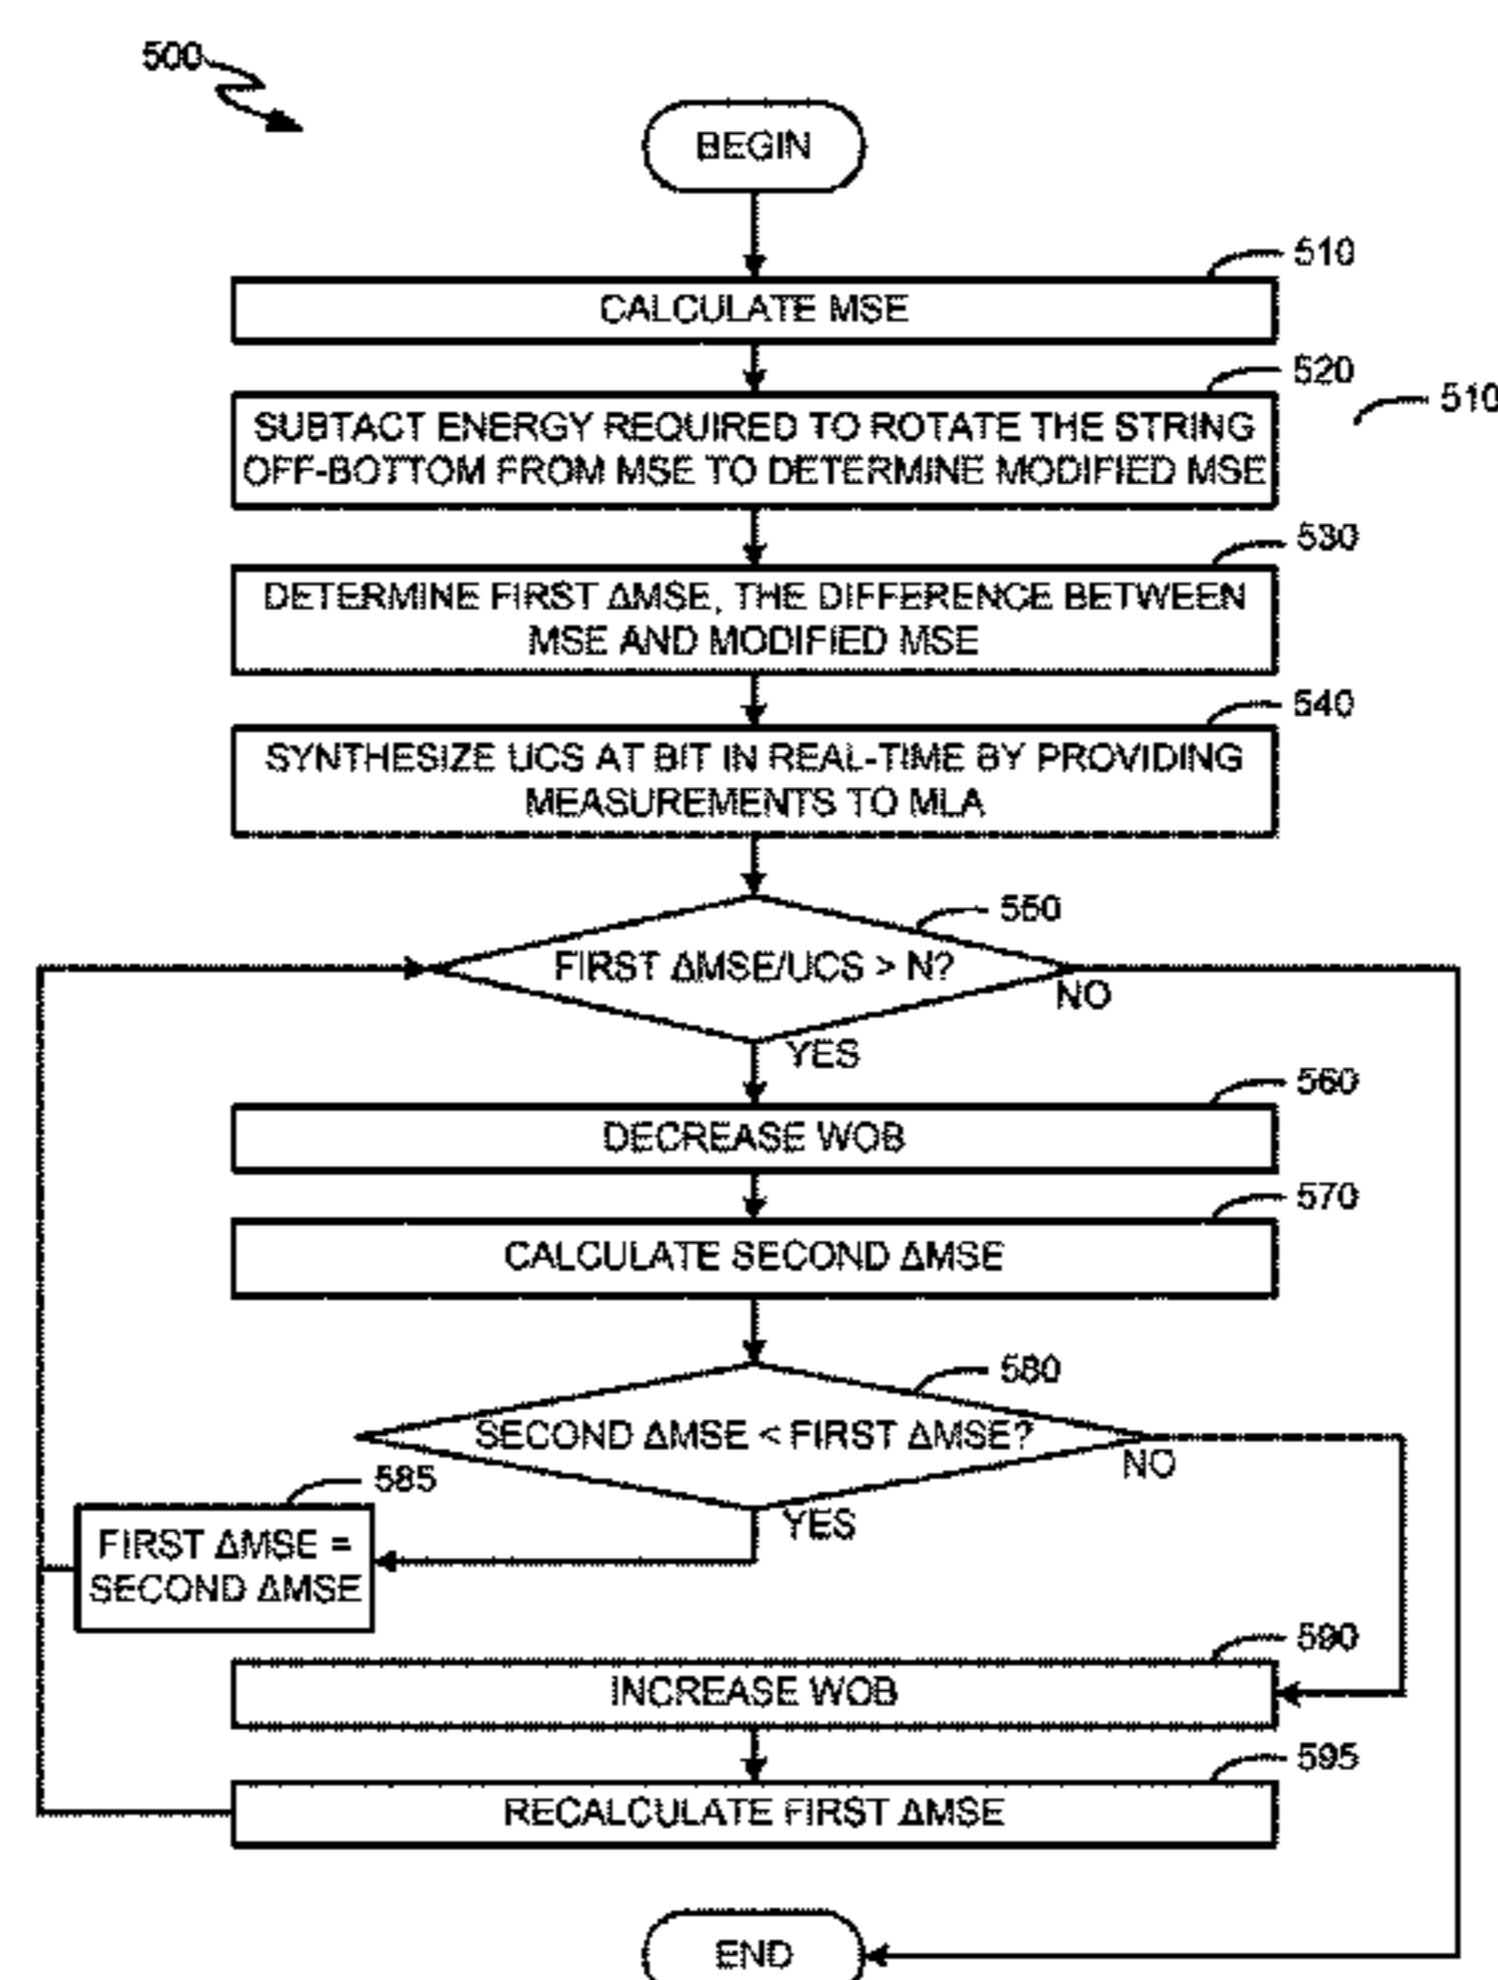 500
BEGIN
510
CALCULATE MSE
520
510
SUBTACT ENERGY REQUIRED TO ROTATE THE STRING
OFF-BOTTOM FROM MSE TO DETERMINE MODIFIED MSE
530
DETERMINE FIRST ΔMSE, THE DIFFERENCE BETWEEN
MSE AND MODIFIED MSE
540
SYNTHESIZE UCS AT BIT IN REAL-TIME BY PROVIDING
MEASUREMENTS TO MLA
550
FIRST ΔMSE/UCS > N?
NO
YES
560
DECREASE WOB
570
CALCULATE SECOND ΔMSE
580
SECOND ΔMSE < FIRST ΔMSE?
NO
YES
585
FIRST ΔMSE =
SECOND ΔMSE
590
INCREASE WOB
595
RECALCULATE FIRST ΔMSE
END